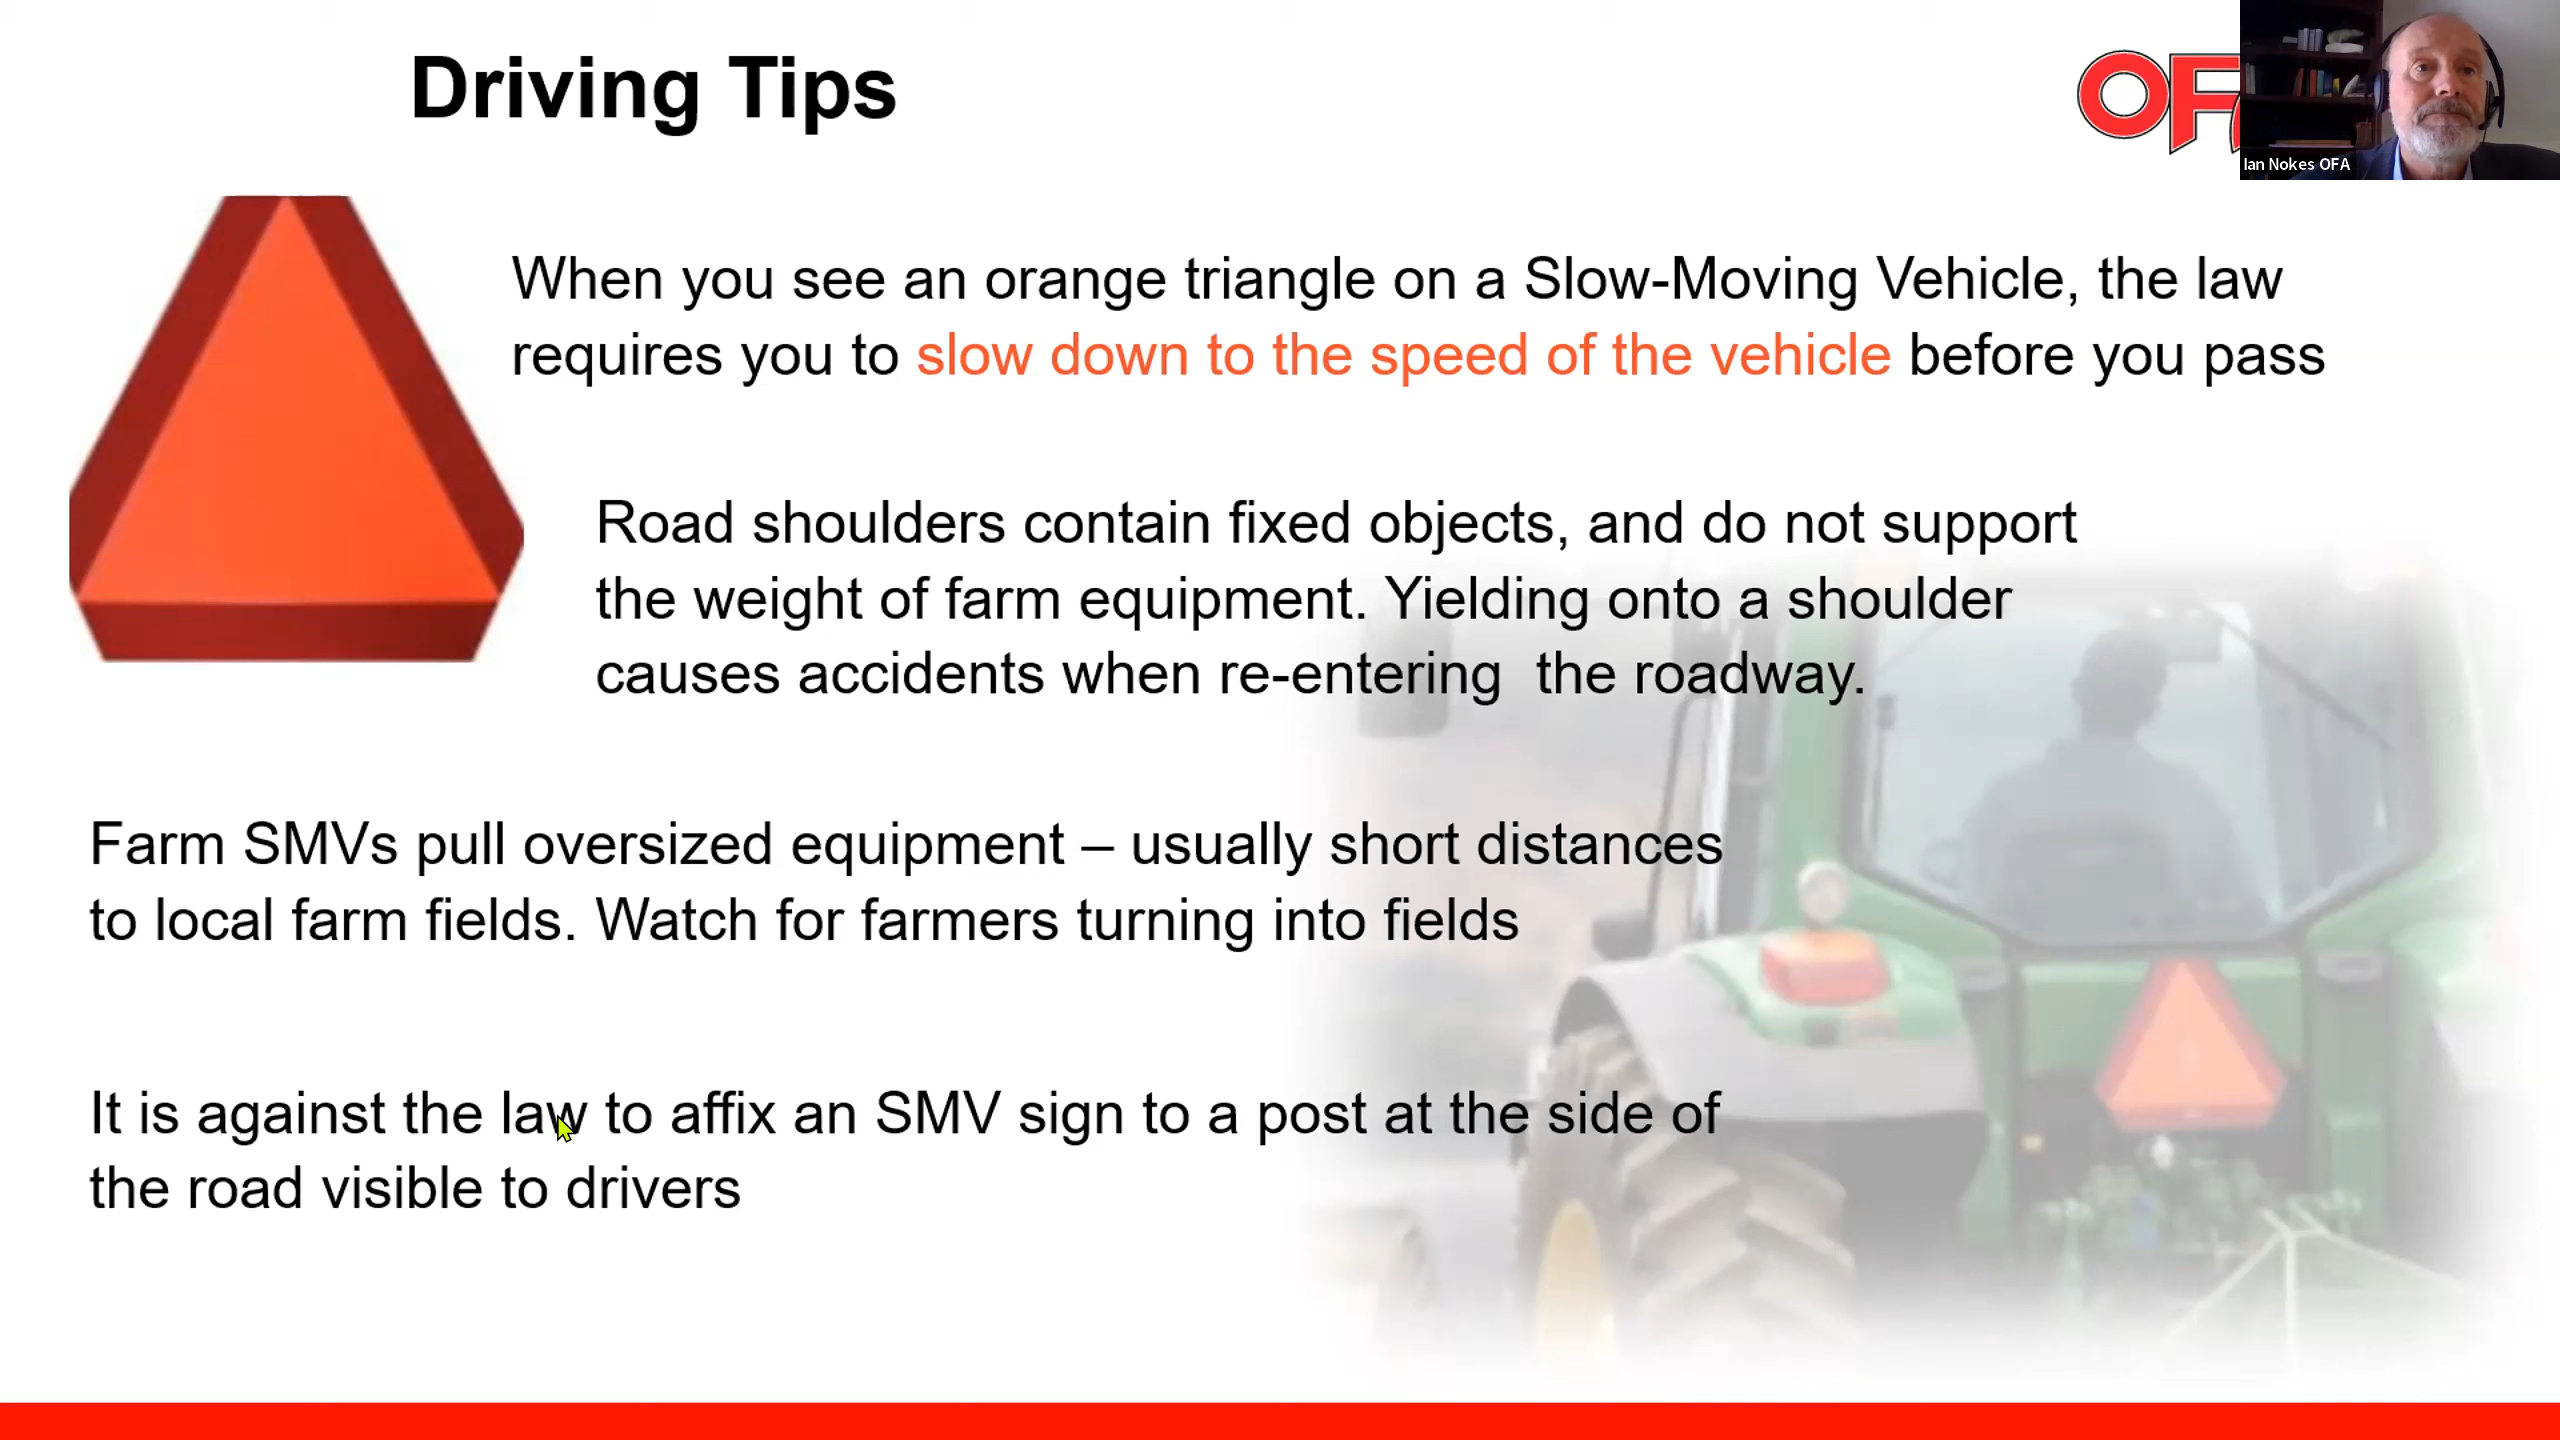 Driving Tips
OFA
Ian Nokes OFA
When you see an orange triangle on a Slow-Moving Vehicle, the law
requires you to slow down to the speed of the vehicle before you pass
Road shoulders contain fixed objects, and do not support
the weight of farm equipment. Yielding onto a shoulder
causes accidents when re-entering  the roadway.
Farm SMVs pull oversized equipment – usually short distances
to local farm fields. Watch for farmers turning into fields
It is against the law to affix an SMV sign to a post at the side of
the road visible to drivers